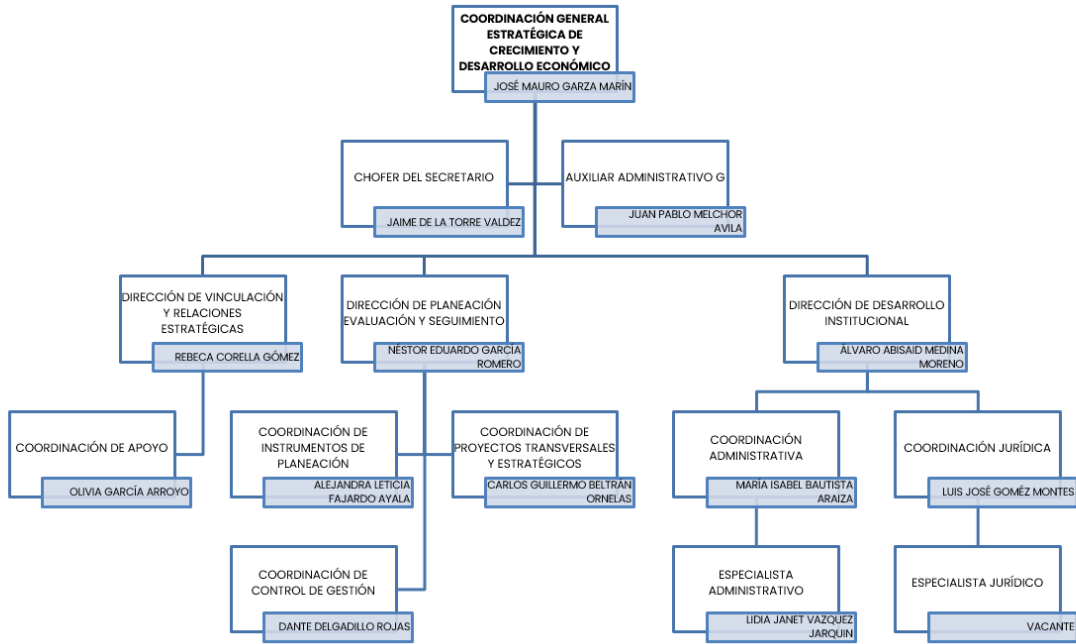 COORDINACIÓN GENERAL
ESTRATÉGICA DE
CRECIMIENTO Y
DESARROLLO ECONÓMICO
JOSÉ MAURO GARZA MARÍN
CHOFER DEL SECRETARIO
JAIME DE LA TORRE VALDEZ
AUXILIAR ADMINISTRATIVO G
JUAN PABLO MELCHOR
AVILA
DIRECCIÓN DE VINCULACIÓN
Y RELACIONES
ESTRATÉGICAS
REBECA CORELLA GÓMEZ
DIRECCIÓN DE PLANEACIÓN
EVALUACIÓN Y SEGUIMIENTO
NÉSTOR EDUARDO GARCÍA
ROMERO
DIRECCIÓN DE DESARROLLO
INSTITUCIONAL
ÁLVARO ABISAID MEDINA
MORENO
COORDINACIÓN DE APOYO
OLIVIA GARCÍA ARROYO
COORDINACIÓN DE
INSTRUMENTOS DE
PLANEACIÓN
ALEJANDRA LETICIA
FAJARDO AYALA
COORDINACIÓN DE
PROYECTOS TRANSVERSALES
Y ESTRATÉGICOS
CARLOS GUILLERMO BELTRÁN
ORNELAS
COORDINACIÓN
ADMINISTRATIVA
MARÍA ISABEL BAUTISTA
ARAIZA
COORDINACIÓN JURÍDICA
LUIS JOSÉ GOMÉZ MONTES
COORDINACIÓN DE
CONTROL DE GESTIÓN
DANTE DELGADILLO ROJAS
ESPECIALISTA
ADMINISTRATIVO
LIDIA JANET VAZQUEZ
JARQUIN
ESPECIALISTA JURÍDICO
VACANTE